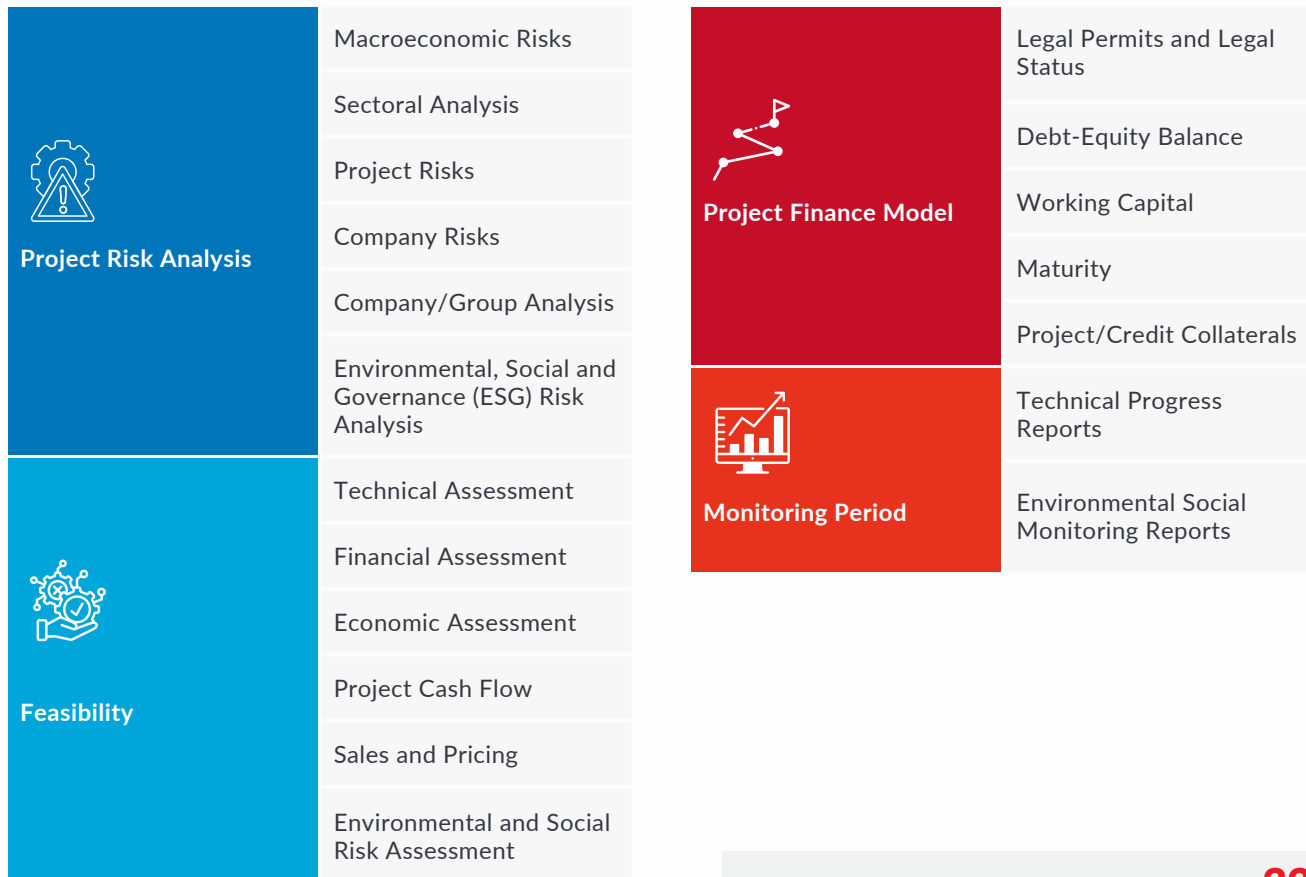 Project Risk Analysis
Macroeconomic Risks
Sectoral Analysis
Project Risks
Company Risks
Company/Group Analysis
Environmental, Social and
Governance (ESG) Risk
Analysis
Feasibility
Technical Assessment
Financial Assessment
Economic Assessment
Project Cash Flow
Sales and Pricing
Environmental and Social
Risk Assessment
Project Finance Model
Legal Permits and Legal
Status
Debt-Equity Balance
Working Capital
Maturity
Project/Credit Collaterals
Monitoring Period
Technical Progress
Reports
Environmental Social
Monitoring Reports